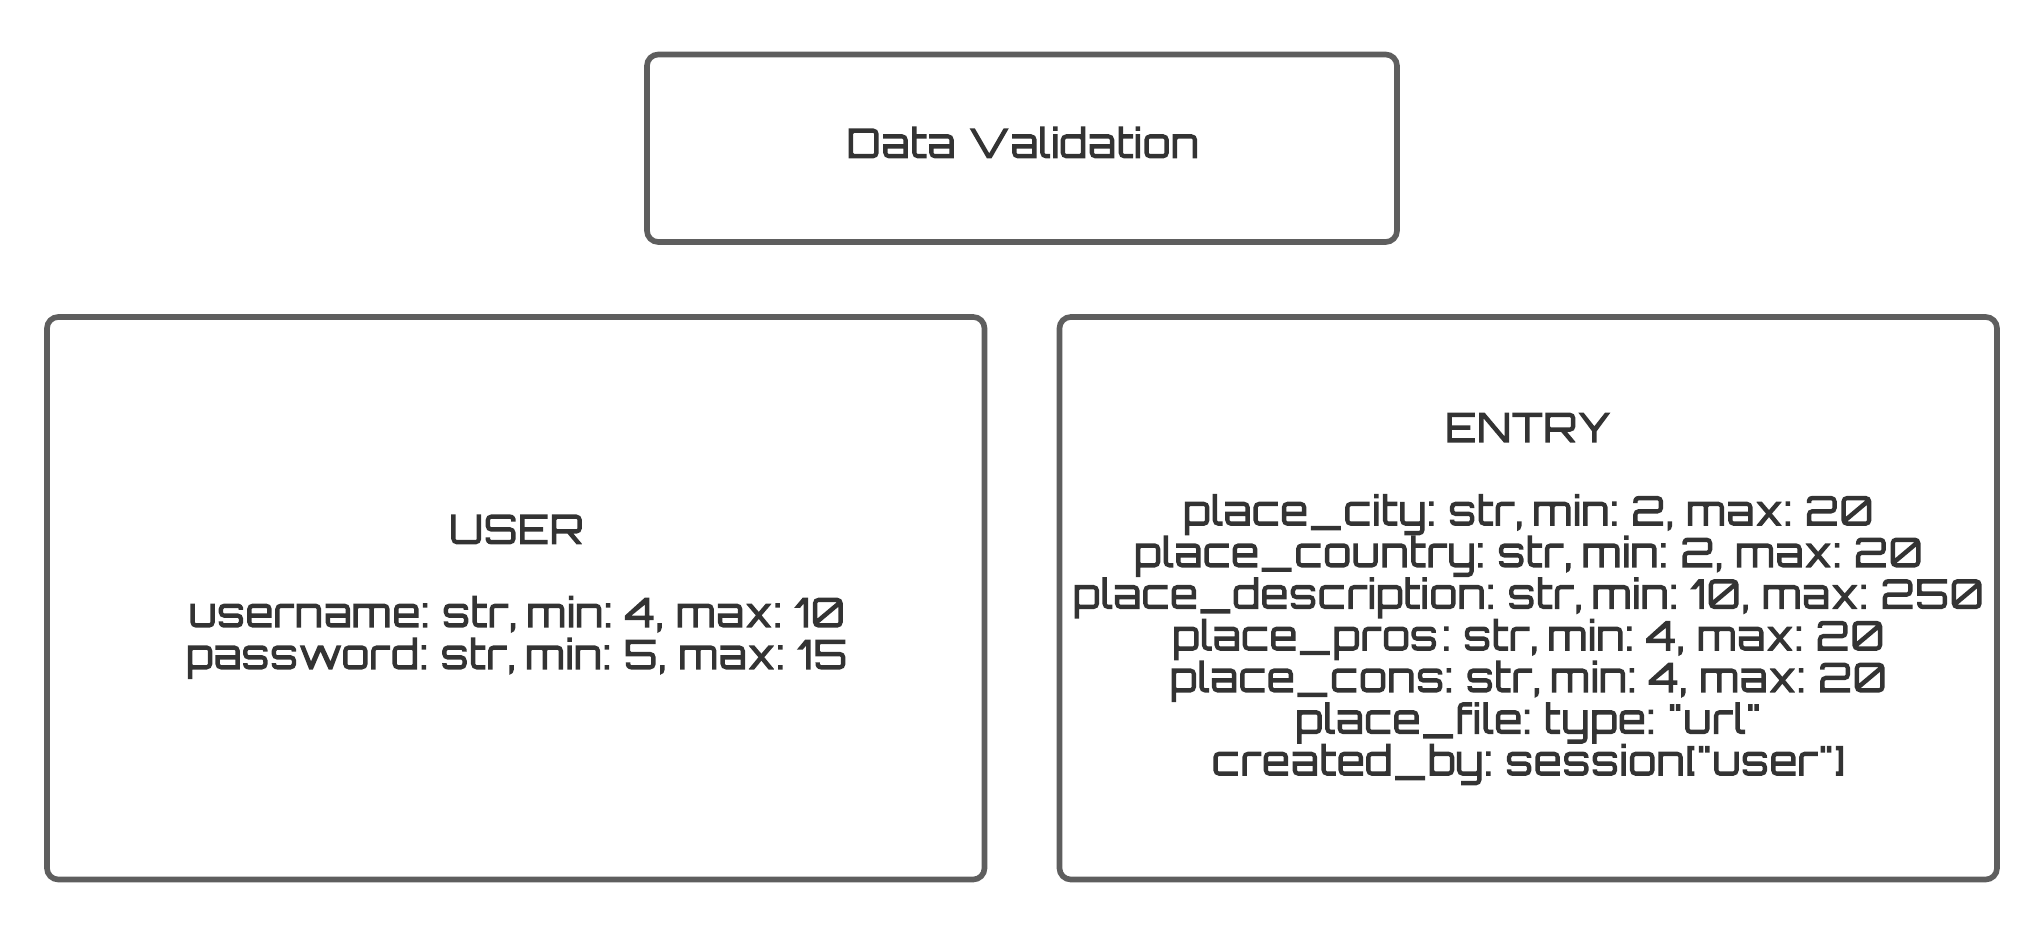 Data Validation
USER
username: str, min: 4, max: 10
password: str, min: 5, max: 15
ENTRY
place_city: str, min: 2, max: 20
place_country: str, min: 2, max: 20
place_description: str, min: 10, max: 250
place_pros: str, min: 4, max: 20
place_cons: str, min: 4, max: 20
place_file: type: "url"
created_by: session["user"]